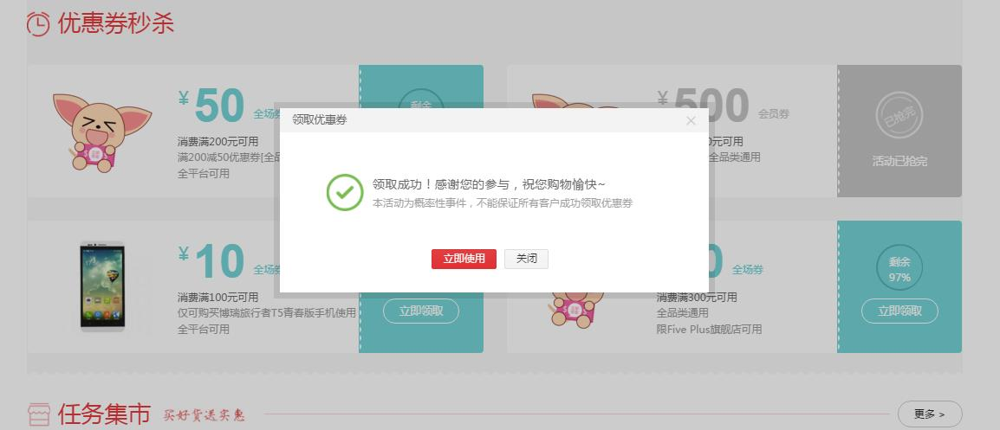 优惠券秒杀
¥50 全场券
剩余
消费满200元可用
满200减50优惠券[全品
全平台可用
¥500 会员券
0元可用
全品类通用
已抢完
活动已抢完
领取优惠券
领取成功！感谢您的参与，祝您购物愉快~
本活动为概率性事件，不能保证所有客户成功领取优惠券
立即使用 关闭
¥10 全场券
消费满100元可用
仅可购买博瑞旅行者T5青春版手机使用
全平台可用
立即领取
0 全场券
消费满300元可用
全品类通用
限Five Plus旗舰店可用
剩余
97%
立即领取
任务集市 买好货送实惠
更多 >